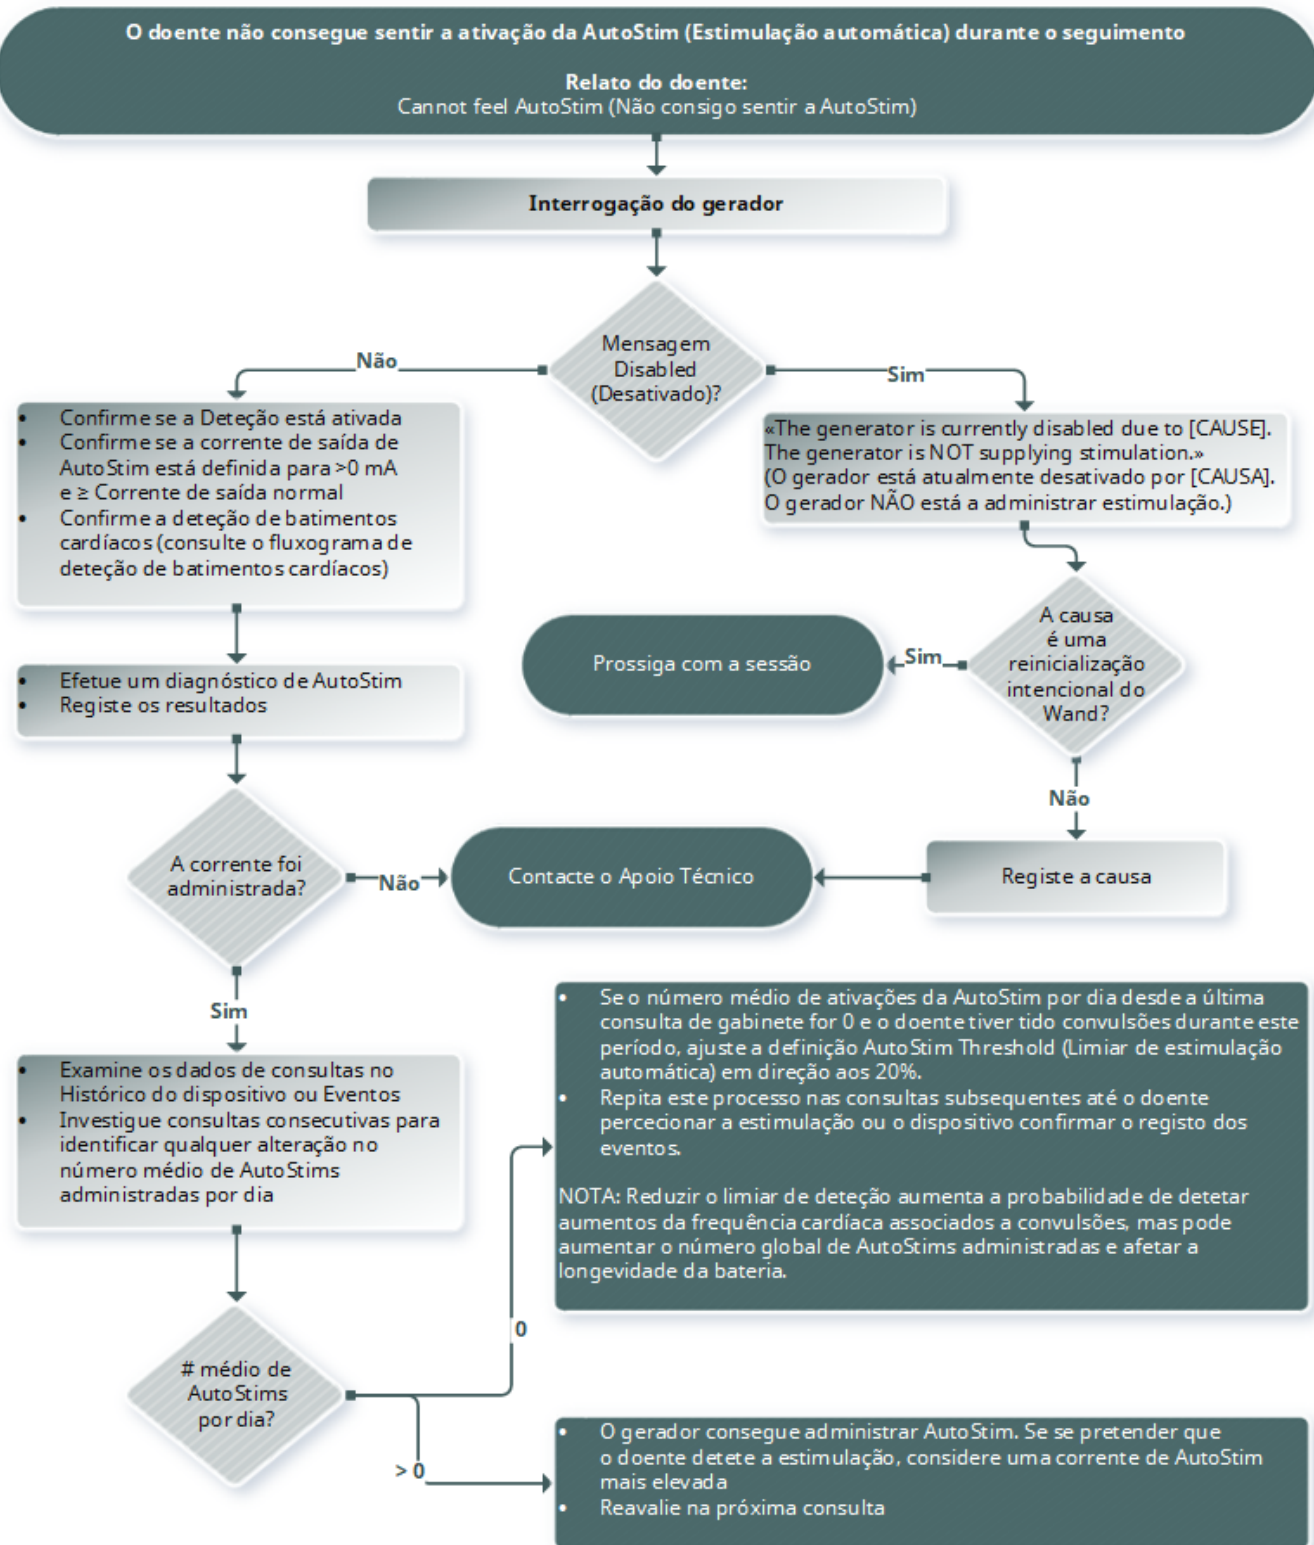 O doente não consegue sentir a ativação da AutoStim (Estimulação automática) durante o seguimento
Relato do doente:
Cannot feel AutoStim (Não consigo sentir a AutoStim)
Interrogação do gerador
Mensagem
Disabled
(Desativado)?
Não
Sim
• Confirme se a Deteção está ativada
• Confirme se a corrente de saída de
AutoStim está definida para >0 mA
e ≥ Corrente de saída normal
• Confirme a deteção de batimentos
cardíacos (consulte o fluxograma de
deteção de batimentos cardíacos)
«The generator is currently disabled due to [CAUSE].
The generator is NOT supplying stimulation.»
(O gerador está atualmente desativado por [CAUSA].
O gerador NÃO está a administrar estimulação.)
A causa
é uma
reinicialização
intencional do
Wand?
Sim
Prossiga com a sessão
• Efetue um diagnóstico de AutoStim
• Registe os resultados
Não
A corrente foi
administrada?
Não
Contacte o Apoio Técnico
Registe a causa
Sim
• Examine os dados de consultas no
Histórico do dispositivo ou Eventos
• Investigue consultas consecutivas para
identificar qualquer alteração no
número médio de AutoStims
administradas por dia
• Se o número médio de ativações da AutoStim por dia desde a última
consulta de gabinete for 0 e o doente tiver tido convulsões durante este
período, ajuste a definição AutoStim Threshold (Limiar de estimulação
automática) em direção aos 20%.
• Repita este processo nas consultas subsequentes até o doente
percecionar a estimulação ou o dispositivo confirmar o registo dos
eventos.
NOTA: Reduzir o limiar de deteção aumenta a probabilidade de detetar
aumentos da frequência cardíaca associados a convulsões, mas pode
aumentar o número global de AutoStims administradas e afetar a
longevidade da bateria.
# médio de
AutoStims
por dia?
0
> 0
• O gerador consegue administrar AutoStim. Se se pretender que
o doente detete a estimulação, considere uma corrente de AutoStim
mais elevada
• Reavalie na próxima consulta